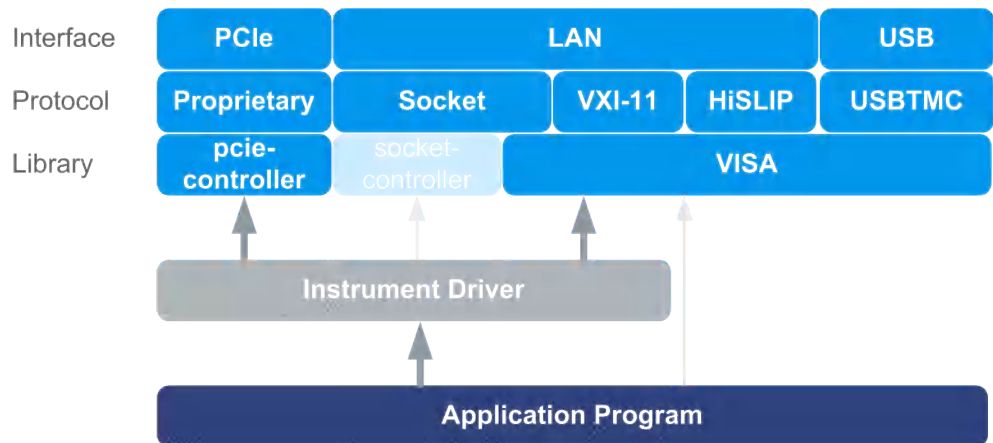 Interface PCIe LAN USB
Protocol Proprietary Socket VXI-11 HiSLIP USBTMC
Library pcie-
controller socket-
controller VISA
Instrument Driver
Application Program